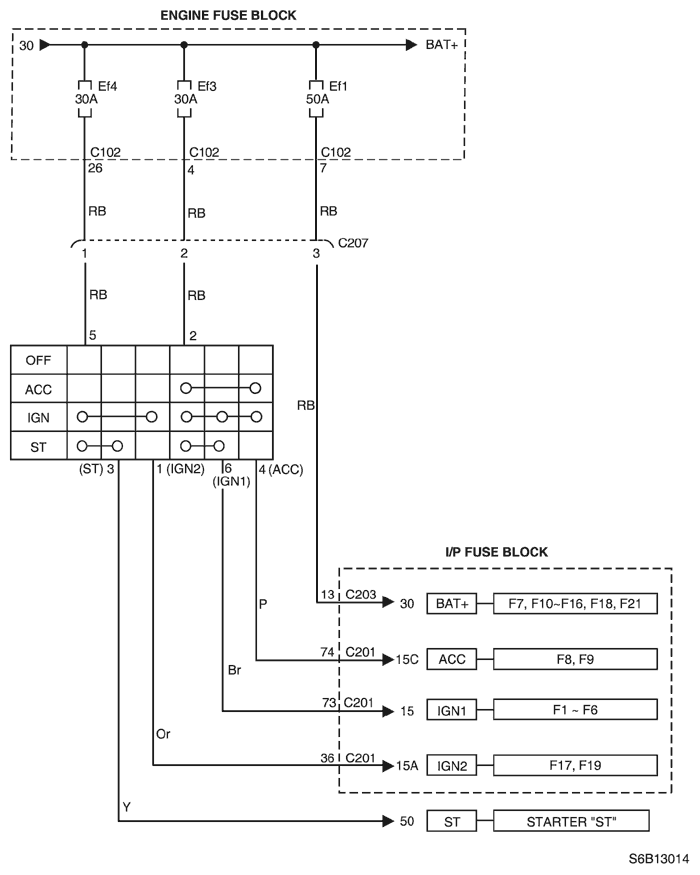 ENGINE FUSE BLOCK
30 BAT+
Ef4 Ef3 Ef1
30A 30A 50A
C102 C102 C102
26 4 7
RB RB RB
C207
1 2 3
RB RB
5 2
OFF
ACC
IGN
ST
RB
(ST) 3 1 (IGN2) 6 4 (ACC)
(IGN1)
I/P FUSE BLOCK
P
13 C203 30 BAT+ F7, F10~F16, F18, F21
74 C201 15C ACC F8, F9
Br
73 C201 15 IGN1 F1 ~ F6
Or
36 C201 15A IGN2 F17, F19
Y
50 ST STARTER "ST"
S6B13014